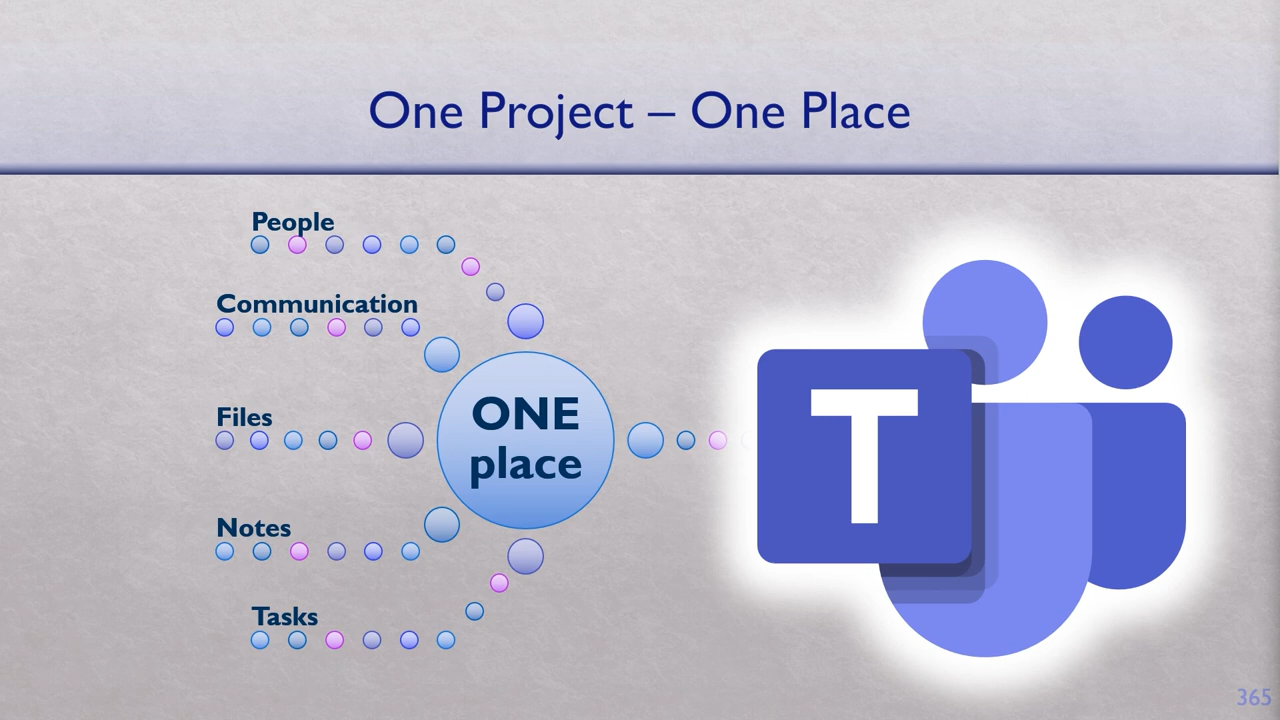 One Project – One Place
People
Communication
Files
Notes
Tasks
ONE
place
T
365